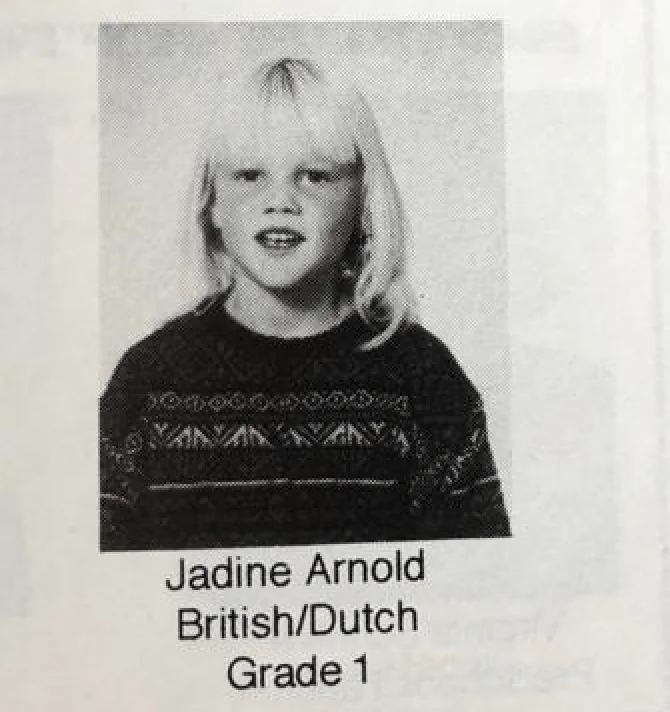 Jadine Arnold
British/Dutch
Grade 1